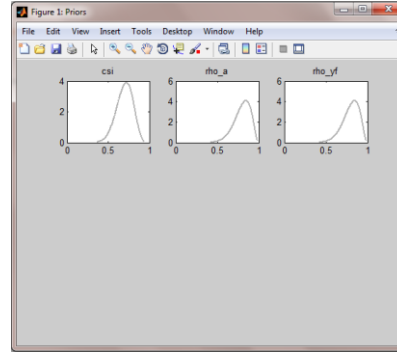 Figure 1: Priors
File Edit View Insert Tools Desktop Window Help
csi rho_a rho_yf
4 6 6
4 4
2
2 2
0 0 0
0 0.5 1 0 0.5 1 0 0.5 1